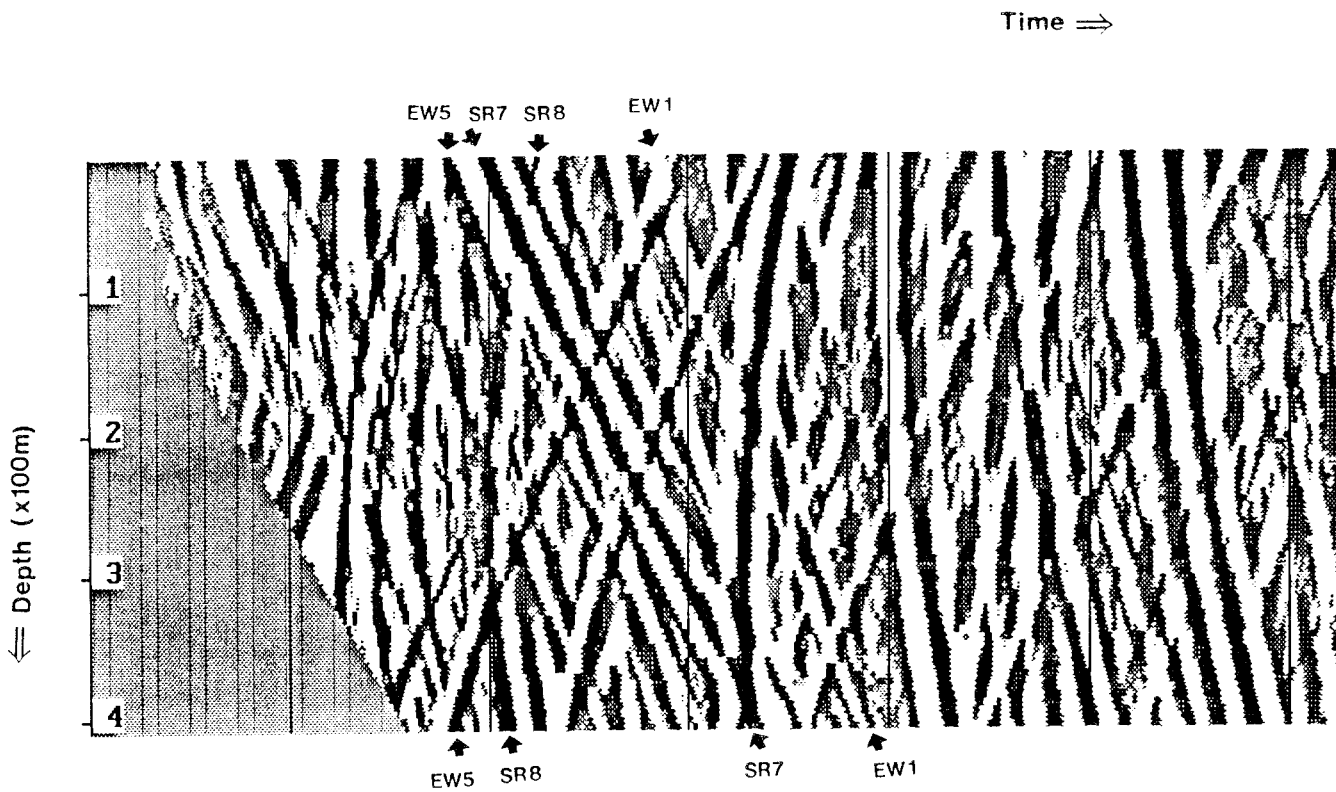 Time ⇒
EW5 SR7 SR8 EW1
1
2
3
4
⇐ Depth (x100m)
EW5 SR8 SR7 EW1